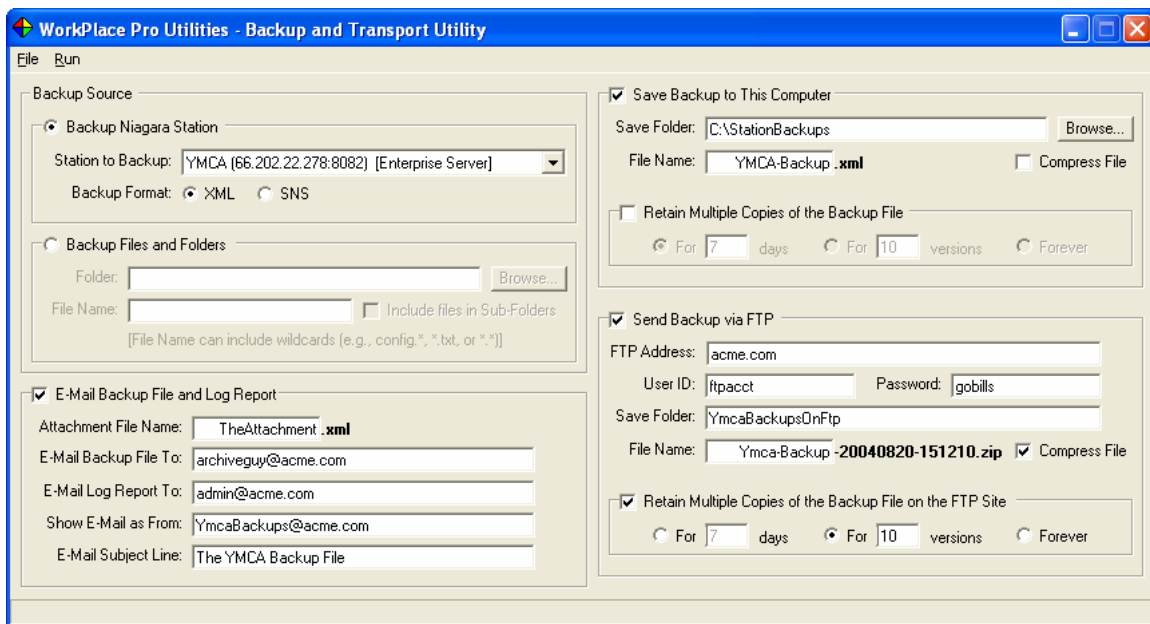 WorkPlace Pro Utilities - Backup and Transport Utility
File Run
Backup Source
Backup Niagara Station
Station to Backup: YMCA (66.202.22.278:8082) [Enterprise Server]
Backup Format: XML SNS
Backup Files and Folders
Folder: Browse...
File Name: Include files in Sub-Folders
[File Name can include wildcards (e.g., config.*, *.txt, or *.*)]
E-Mail Backup File and Log Report
Attachment File Name: TheAttachment .xml
E-Mail Backup File To: archiveguy@acme.com
E-Mail Log Report To: admin@acme.com
Show E-Mail as From: YmcaBackups@acme.com
E-Mail Subject Line: The YMCA Backup File
Save Backup to This Computer
Save Folder: C:\StationBackups Browse...
File Name: YMCA-Backup .xml Compress File
Retain Multiple Copies of the Backup File
For 7 days For 10 versions Forever
Send Backup via FTP
FTP Address: acme.com
User ID: ftpacct Password: gobills
Save Folder: YmcaBackupsOnFtp
File Name: Ymca-Backup -20040820-151210.zip Compress File
Retain Multiple Copies of the Backup File on the FTP Site
For 7 days For 10 versions Forever